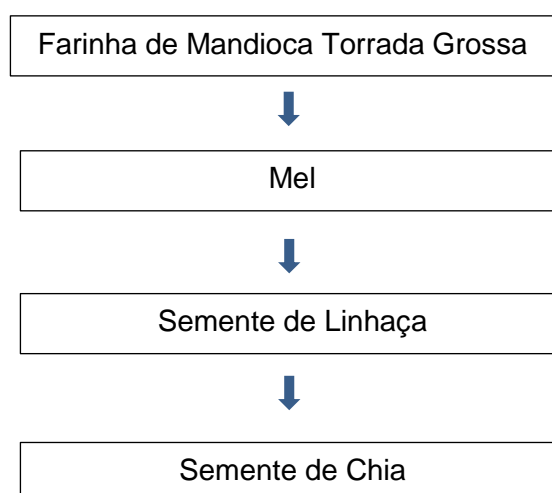 Farinha de Mandioca Torrada Grossa
Mel
Semente de Linhaça
Semente de Chia